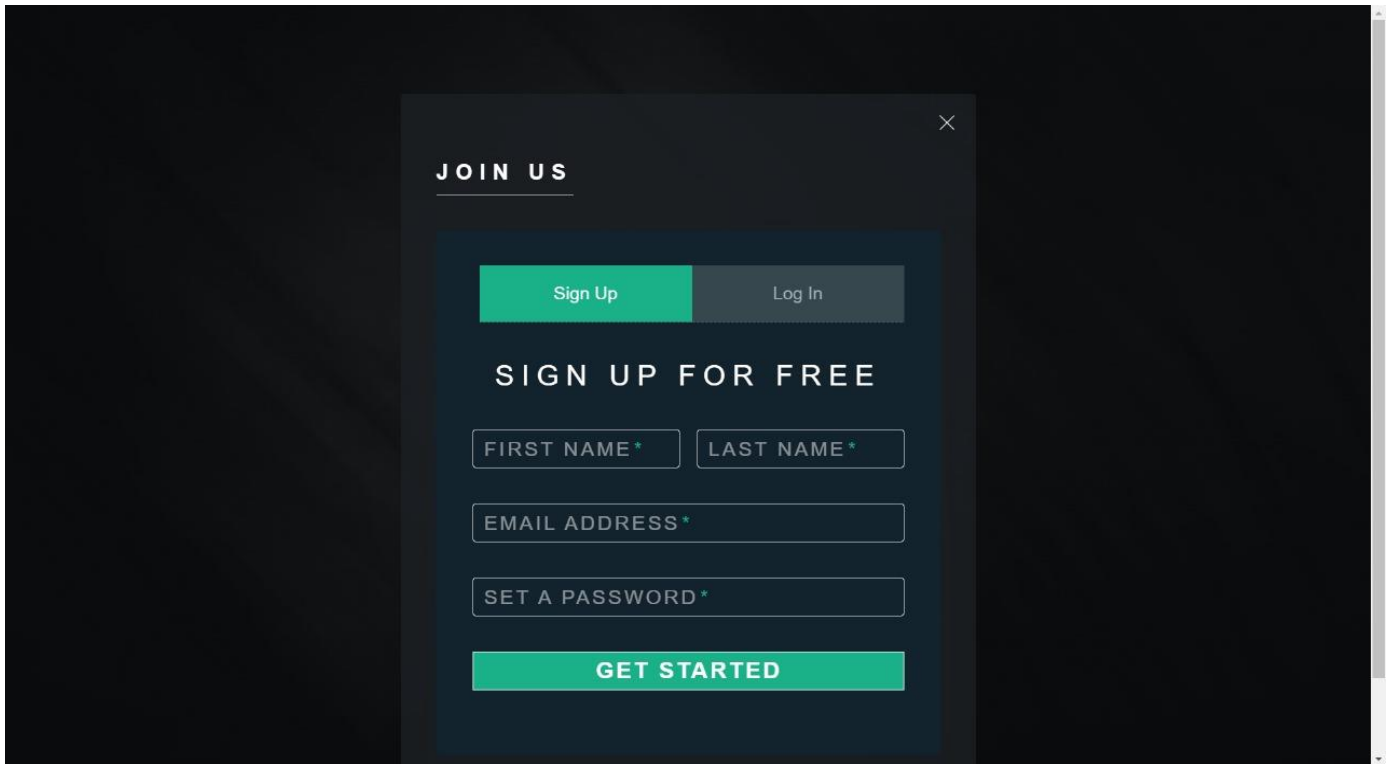 JOIN US
Sign Up Log In
SIGN UP FOR FREE
FIRST NAME* LAST NAME*
EMAIL ADDRESS*
SET A PASSWORD*
GET STARTED